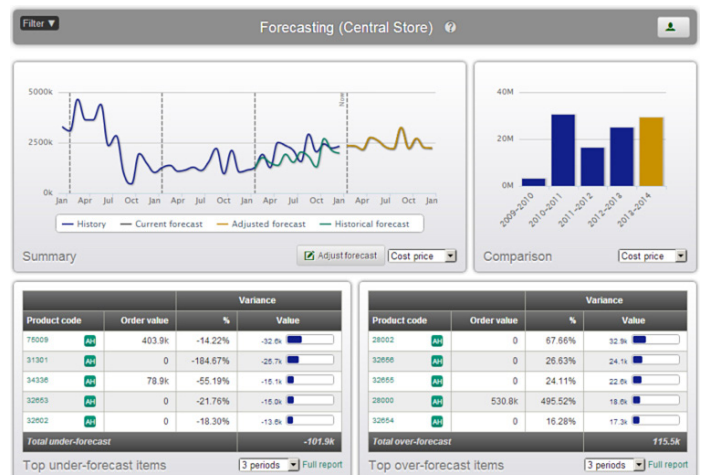 Filter ▼
Forecasting (Central Store) ?
5000k
2500k
0k
Now
Jan Apr Jul Oct Jan Apr Jul Oct Jan Apr Jul Oct Jan Apr Jul Oct Jan
History Current forecast Adjusted forecast Historical forecast
Summary Adjust forecast Cost price
40M
20M
0M
2009-2010 2010-2011 2011-2012 2012-2013 2013-2014
Comparison Cost price
Variance
Product code Order value % Value
76009 AH 403.9k -14.22% -32.6k
31301 AH 0 -184.67% -25.7k
34336 AH 78.9k -55.19% -15.1k
32653 AH 0 -21.76% -15.0k
32602 AH 0 -18.30% -13.6k
Total under-forecast -101.9k
Top under-forecast items 3 periods Full report
Variance
Product code Order value % Value
28002 AH 0 67.66% 32.9k
32656 AH 0 26.63% 24.1k
32655 AH 0 24.11% 22.6k
28000 AH 530.8k 495.52% 18.6k
32654 AH 0 16.28% 17.3k
Total over-forecast 115.5k
Top over-forecast items 3 periods Full report